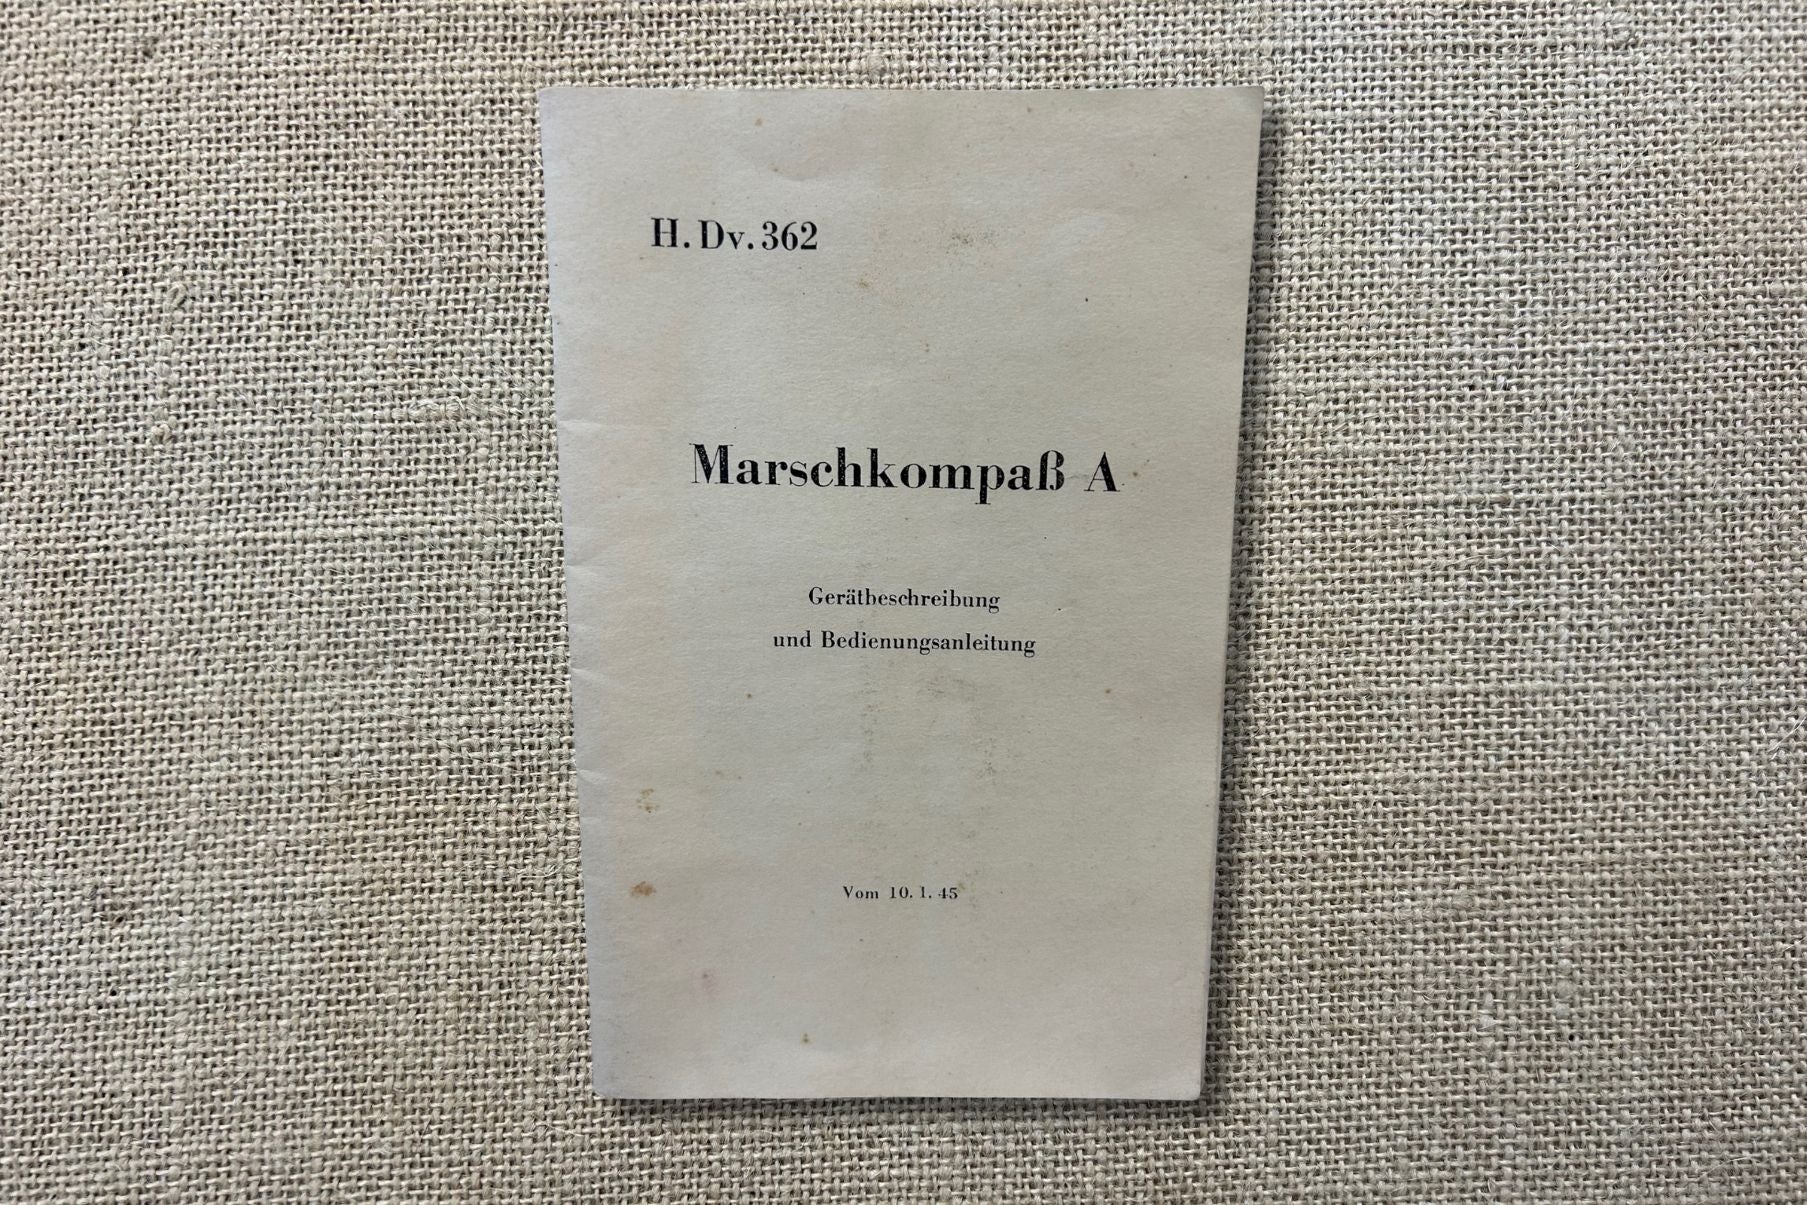 H. Dv. 362
Marschkompaß A
Gerätbeschreibung
und Bedienungsanleitung
Vom 10. 1. 45